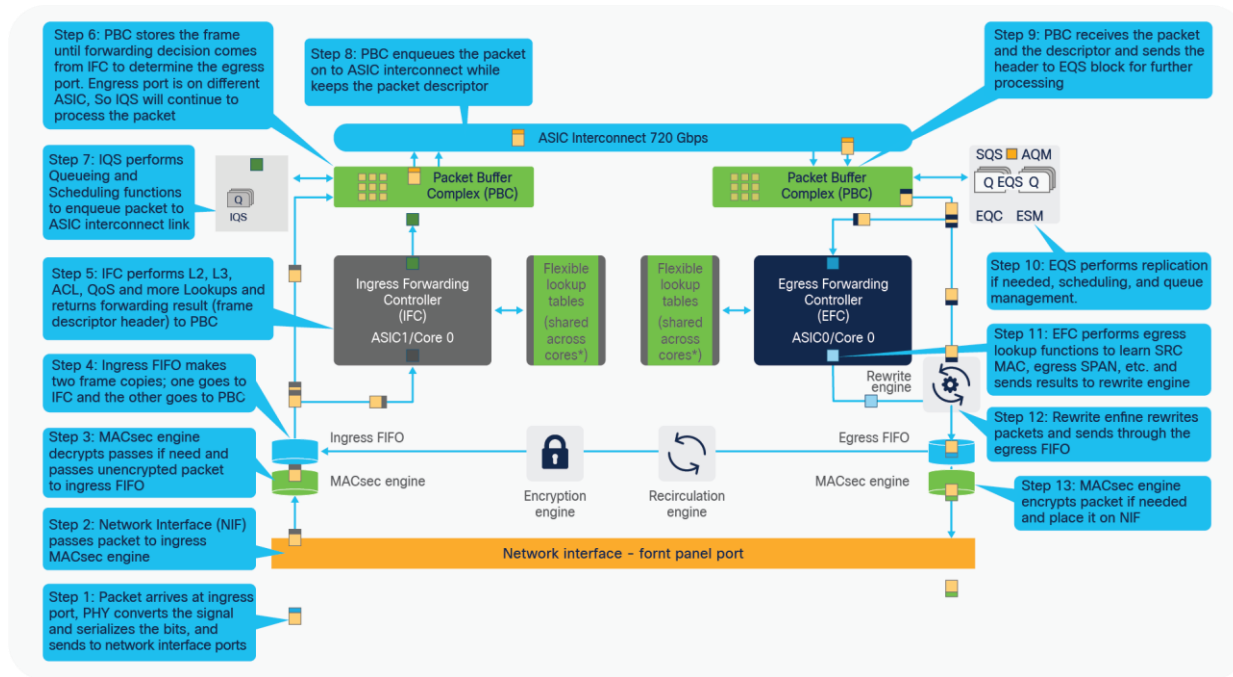 Step 6: PBC stores the frame
until forwarding decision comes
from IFC to determine the egress
port. Engress port is on different
ASIC, So IQS will continue to
process the packet
Step 8: PBC enqueues the packet
on to ASIC interconnect while
keeps the packet descriptor
Step 9: PBC receives the packet
and the descriptor and sends the
header to EQS block for further
processing
ASIC Interconnect 720 Gbps
Step 7: IQS performs
Queueing and
Scheduling functions
to enqueue packet to
ASIC interconnect link
Q
IQS
Packet Buffer
Complex (PBC)
Packet Buffer
Complex (PBC)
SQS AQM
Q EQS Q
EQC ESM
Step 5: IFC performs L2, L3,
ACL, QoS and more Lookups and
returns forwarding result (frame
descriptor header) to PBC
Ingress Forwarding
Controller
(IFC)
ASIC1/Core 0
Flexible
lookup
tables
(shared
across
cores*)
Flexible
lookup
tables
(shared
across
cores*)
Egress Forwarding
Controller
(EFC)
ASIC0/Core 0
Step 10: EQS performs replication
if needed, scheduling, and queue
management.
Step 11: EFC performs egress
lookup functions to learn SRC
MAC, egress SPAN, etc. and
sends results to rewrite engine
Step 4: Ingress FIFO makes
two frame copies; one goes to
IFC and the other goes to PBC
Rewrite
engine
Step 12: Rewrite enfine rewrites
packets and sends through the
egress FIFO
Step 3: MACsec engine
decrypts passes if need and
passes unencrypted packet
to ingress FIFO
Ingress FIFO
MACsec engine
Encryption
engine
Recirculation
engine
Egress FIFO
MACsec engine
Step 13: MACsec engine
encrypts packet if needed
and place it on NIF
Step 2: Network Interface (NIF)
passes packet to ingress
MACsec engine
Network interface - fornt panel port
Step 1: Packet arrives at ingress
port, PHY converts the signal
and serializes the bits, and
sends to network interface ports